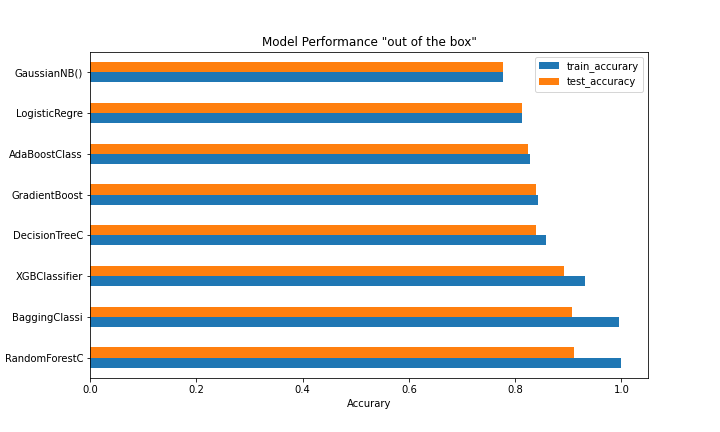 Model Performance "out of the box"
train_accurary
test_accuracy
GaussianNB()
LogisticRegre
AdaBoostClass
GradientBoost
DecisionTreeC
XGBClassifier
BaggingClassi
RandomForestC
0.0 0.2 0.4 0.6 0.8 1.0
Accurary